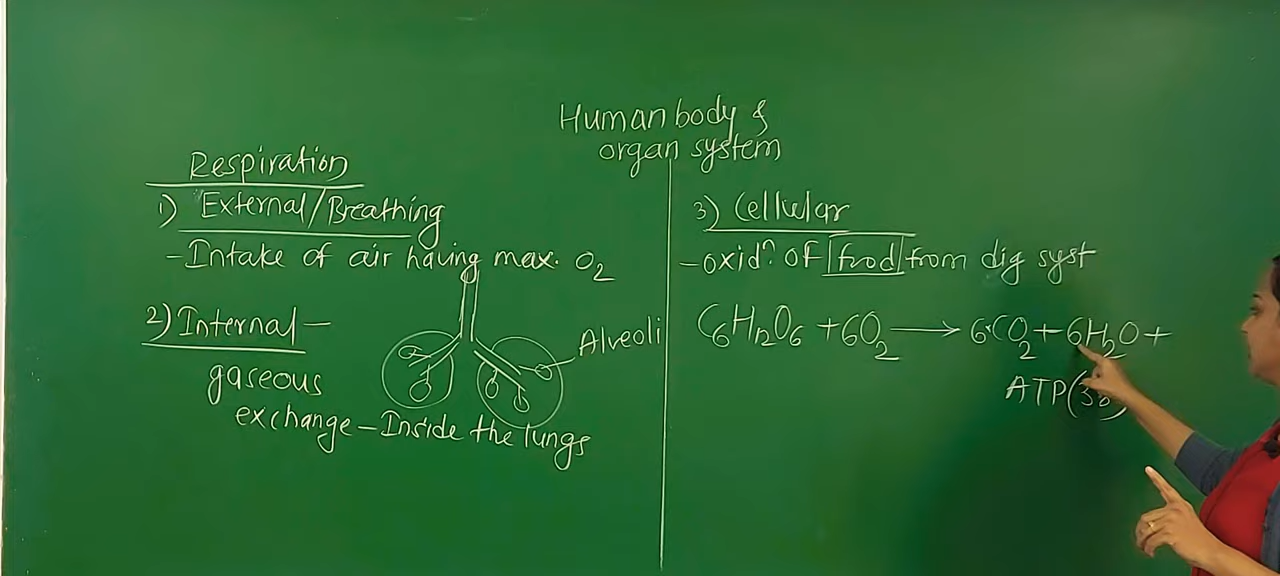 Human body &
organ system
Respiration
1) External/Breathing
- Intake of air having max. O₂
2) Internal -
gaseous
exchange - Inside the lungs
Alveoli
3) Cellular
- oxidⁿ. of food from dig syst
C₆H₁₂O₆ + 6O₂ → 6CO₂ + 6H₂O +
ATP(38)